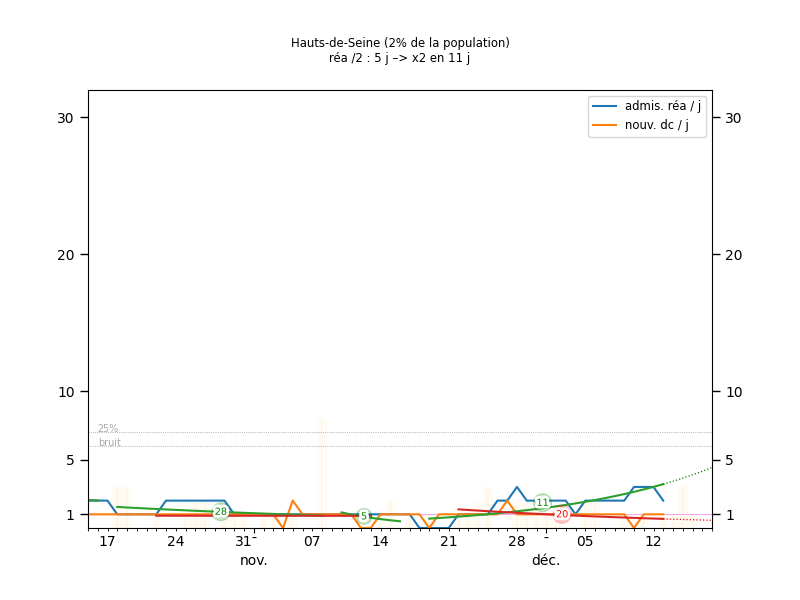 Hauts-de-Seine (2% de la population)
réa /2 : 5 j –> x2 en 11 j
admis. réa / j
nouv. dc / j
30 30
20 20
10 10
25%
bruit
5 5
1 1
28 5 11 20
17 24 31 07 14 28 05 12
21
nov. déc.